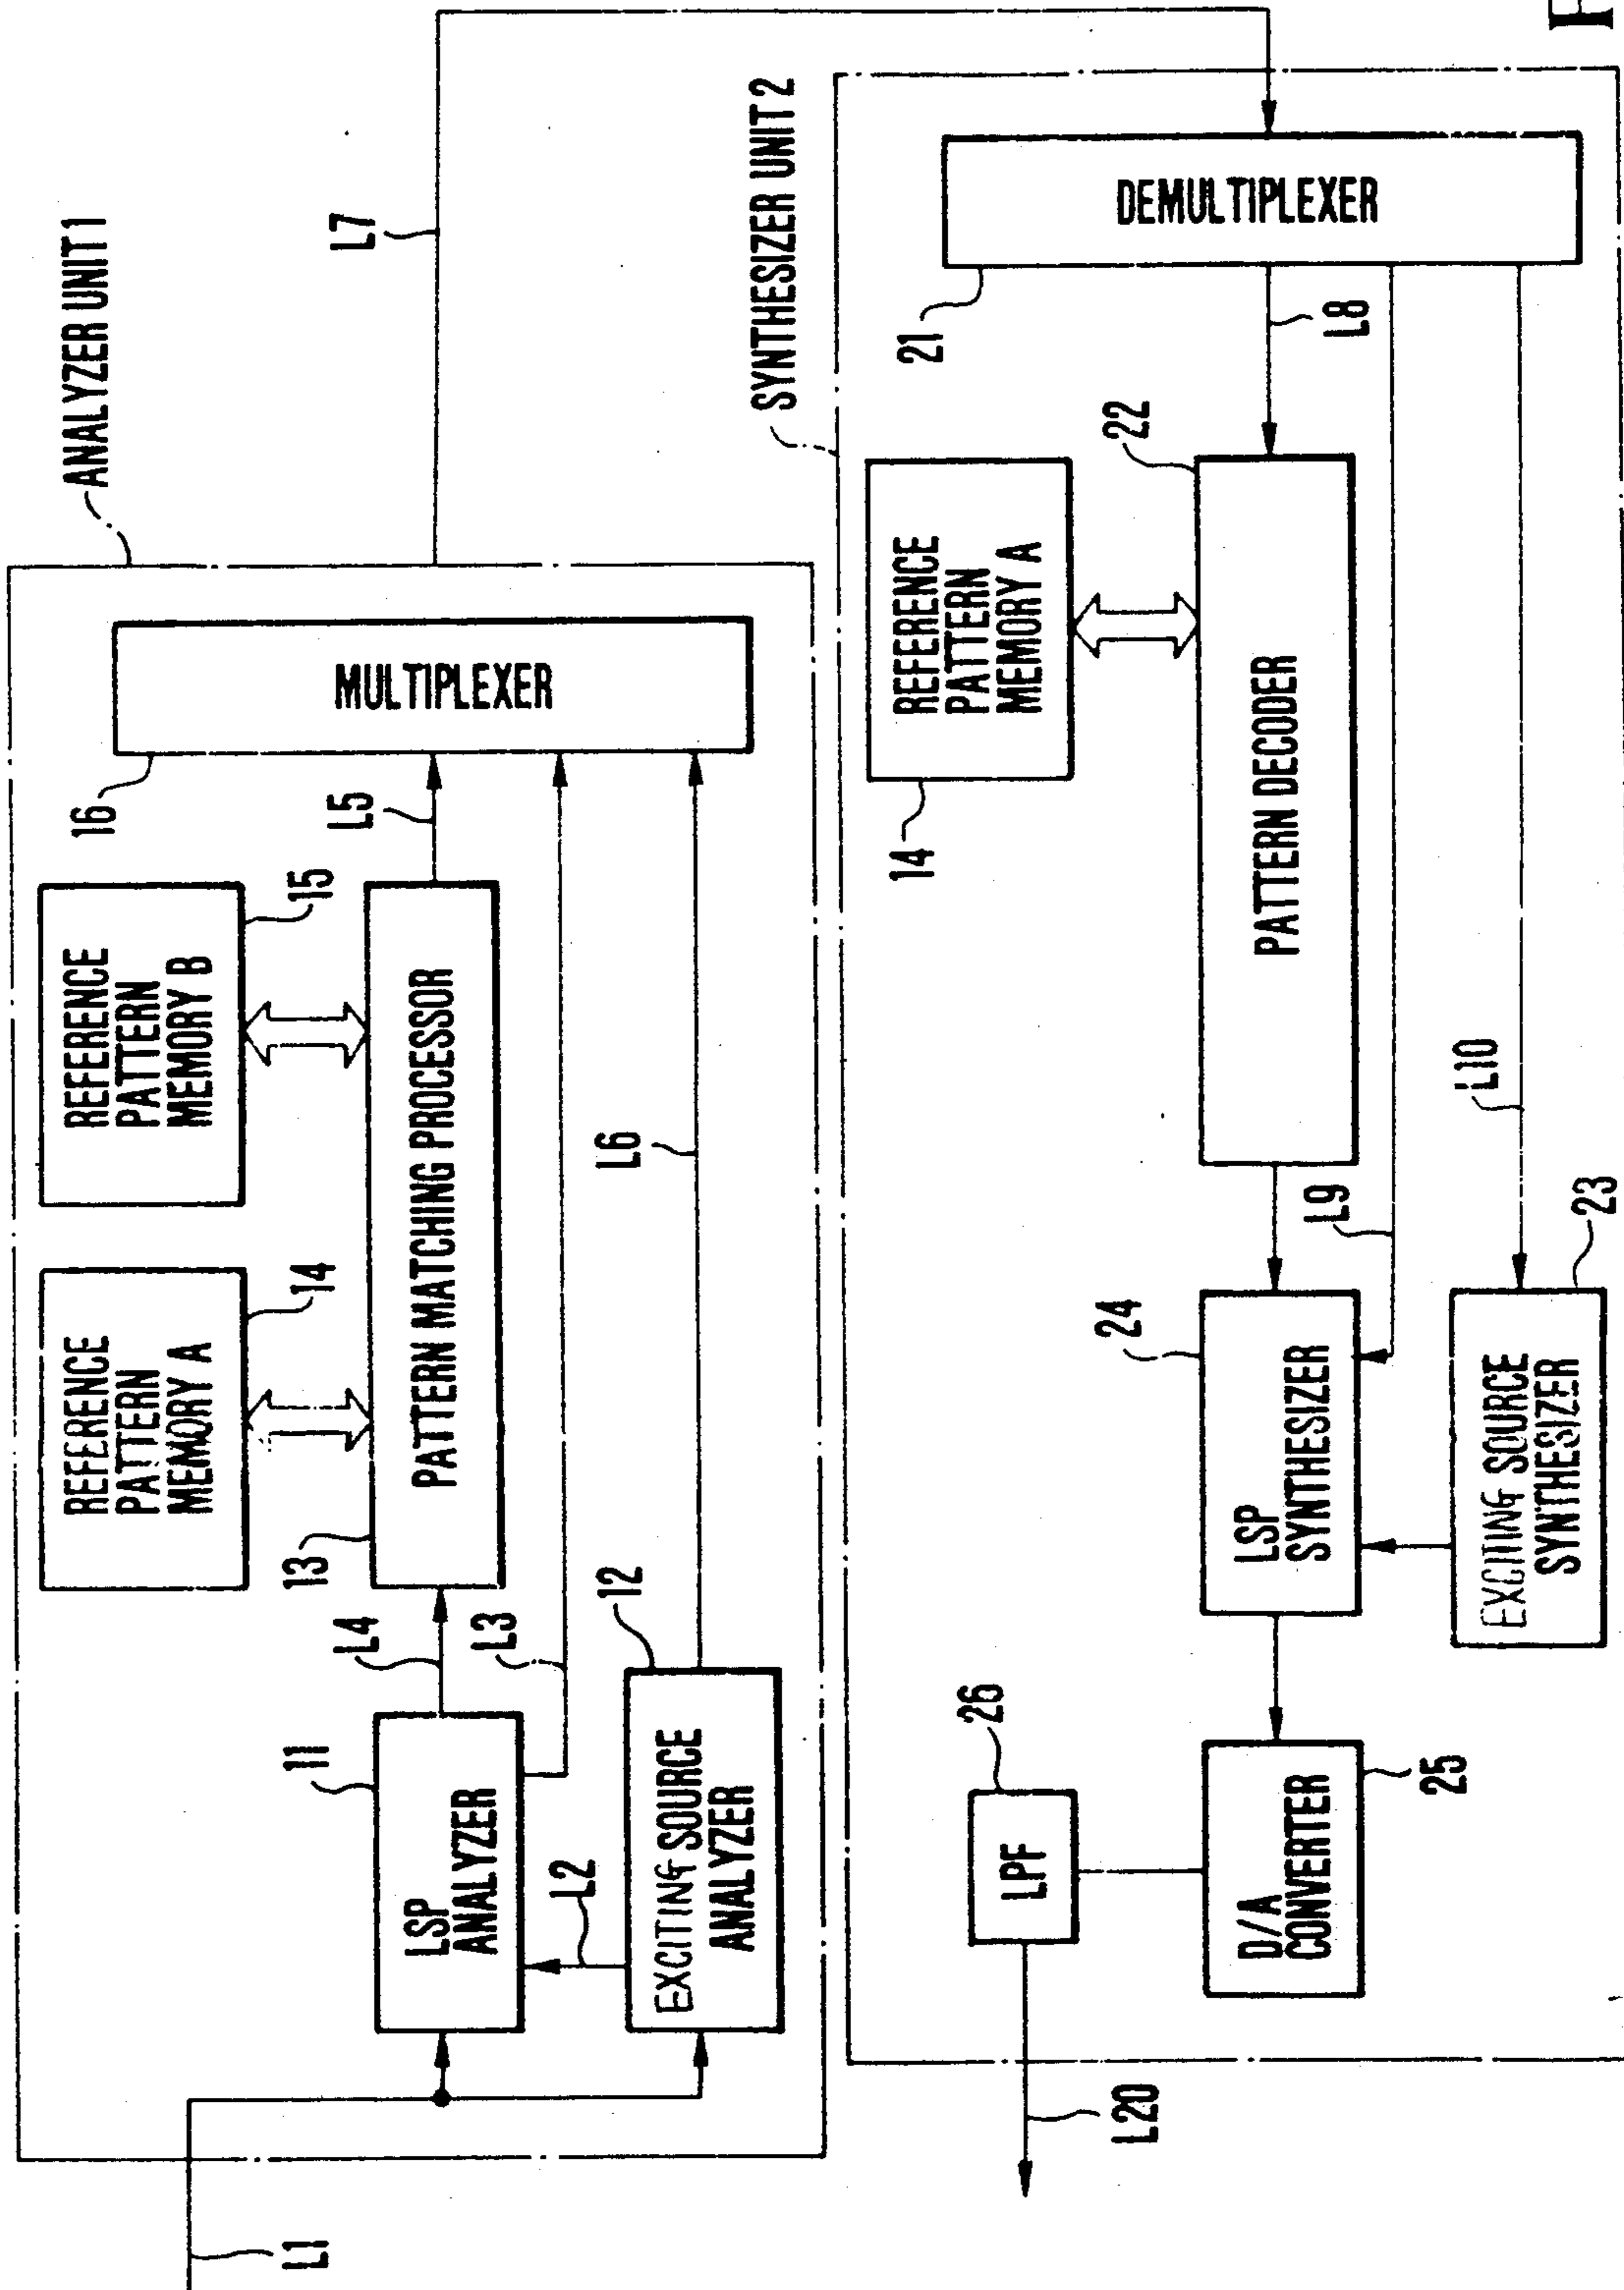 ANALYZER UNIT 1
REFERENCE
PATTERN
MEMORY A
14
REFERENCE
PATTERN
MEMORY B
15
16
MULTIPLEXER
L1
LSP
ANALYZER
11
L4
13
PATTERN MATCHING PROCESSOR
L5
L7
L3
L2
EXCITING SOURCE
ANALYZER
12
L6
SYNTHESIZER UNIT 2
LPF
26
L20
14
REFERENCE
PATTERN
MEMORY A
21
DEMULTIPLEXER
D/A
CONVERTER
25
LSP
SYNTHESIZER
24
PATTERN DECODER
22
L8
L9
L10
EXCITING SOURCE
SYNTHESIZER
23